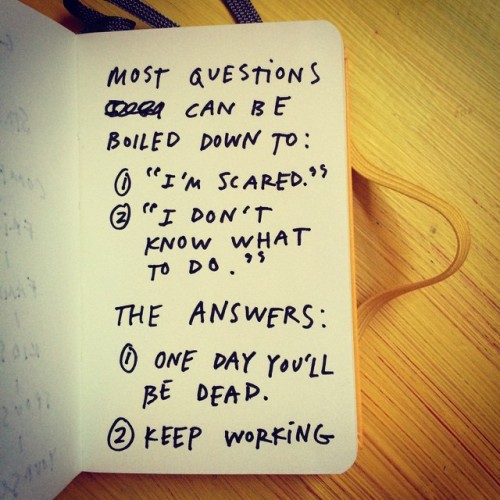 MOST QUESTIONS
CAN BE
BOILED DOWN TO:
① "I'M SCARED."
② "I DON'T
KNOW WHAT
TO DO."
THE ANSWERS:
① ONE DAY YOU'LL
BE DEAD.
② KEEP WORKING